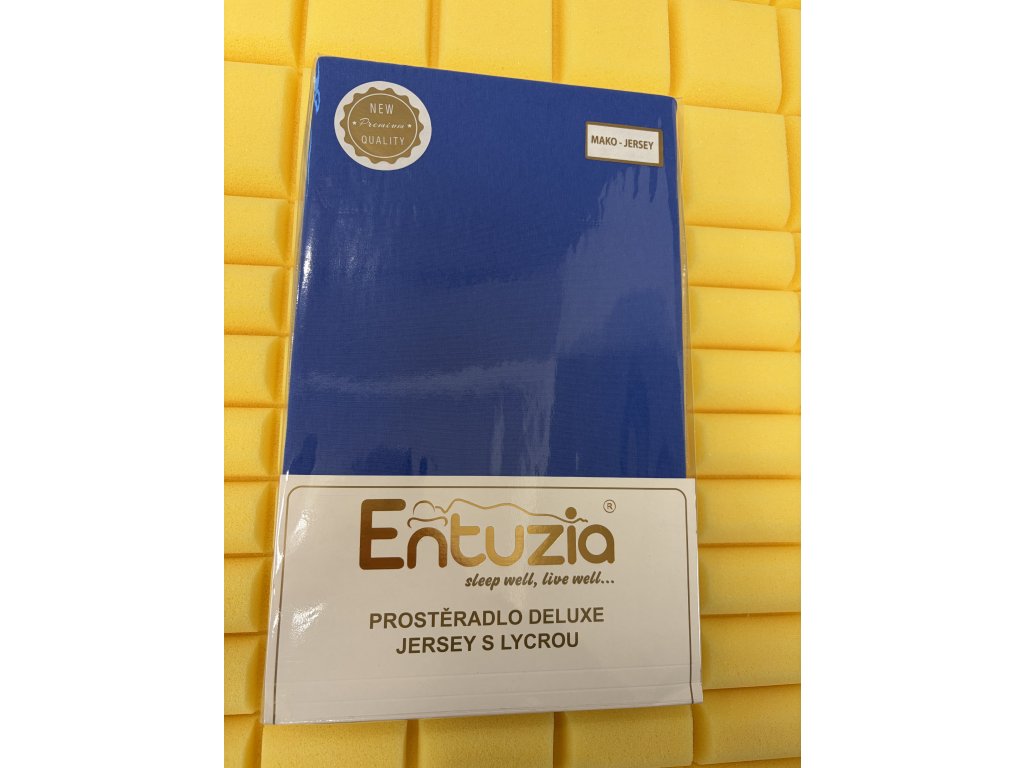 NEW
Premium
QUALITY
MAKO - JERSEY
Entuzia ®
sleep well, live well...
PROSTĚRADLO DELUXE
JERSEY S LYCROU